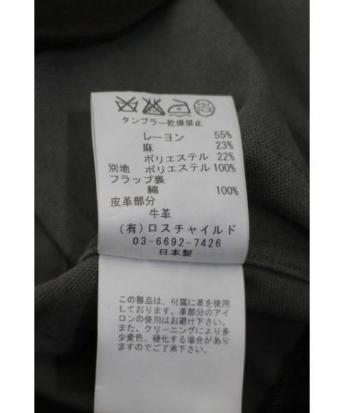 タンブラー乾燥禁止
レーヨン 55%
麻 23%
ポリエステル 22%
別地 ポリエステル 100%
フラップ裏
綿 100%
皮革部分
牛革
(有)ロスチャイルド
03-6692-7426
日本製
この製品は、付属に革を使用
しております。革部分のアイ
ロンの使用はお避け下さい。
また、クリーニングにより多
少変色、硬化する場合があり
ますのでご了承下さい。